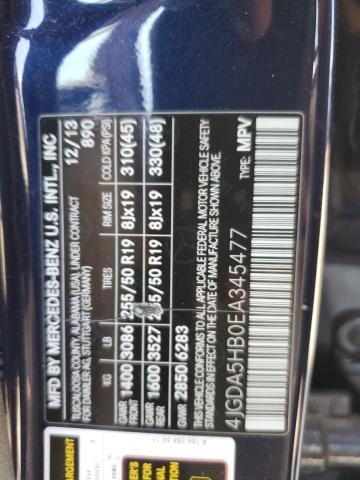 MFD BY MERCEDES-BENZ U.S. INTL., INC
TUSCALOOSA COUNTY, ALABAMA (USA), UNDER CONTRACT 12/13
FOR DAIMLER AG, STUTTGART (GERMANY) 890
KG LB TIRES RIM SIZE COLD KPA(PSI)
GAWR FRONT 1400 3086 255/50 R19 8Jx19 310(45)
GAWR REAR 1600 3527 255/50 R19 8Jx19 330(48)
GVWR 2850 6283
THIS VEHICLE CONFORMS TO ALL APPLICABLE FEDERAL MOTOR VEHICLE SAFETY STANDARDS IN EFFECT ON THE DATE OF MANUFACTURE SHOWN ABOVE.
4JGDA5HB0EA345477 TYPE: MPV